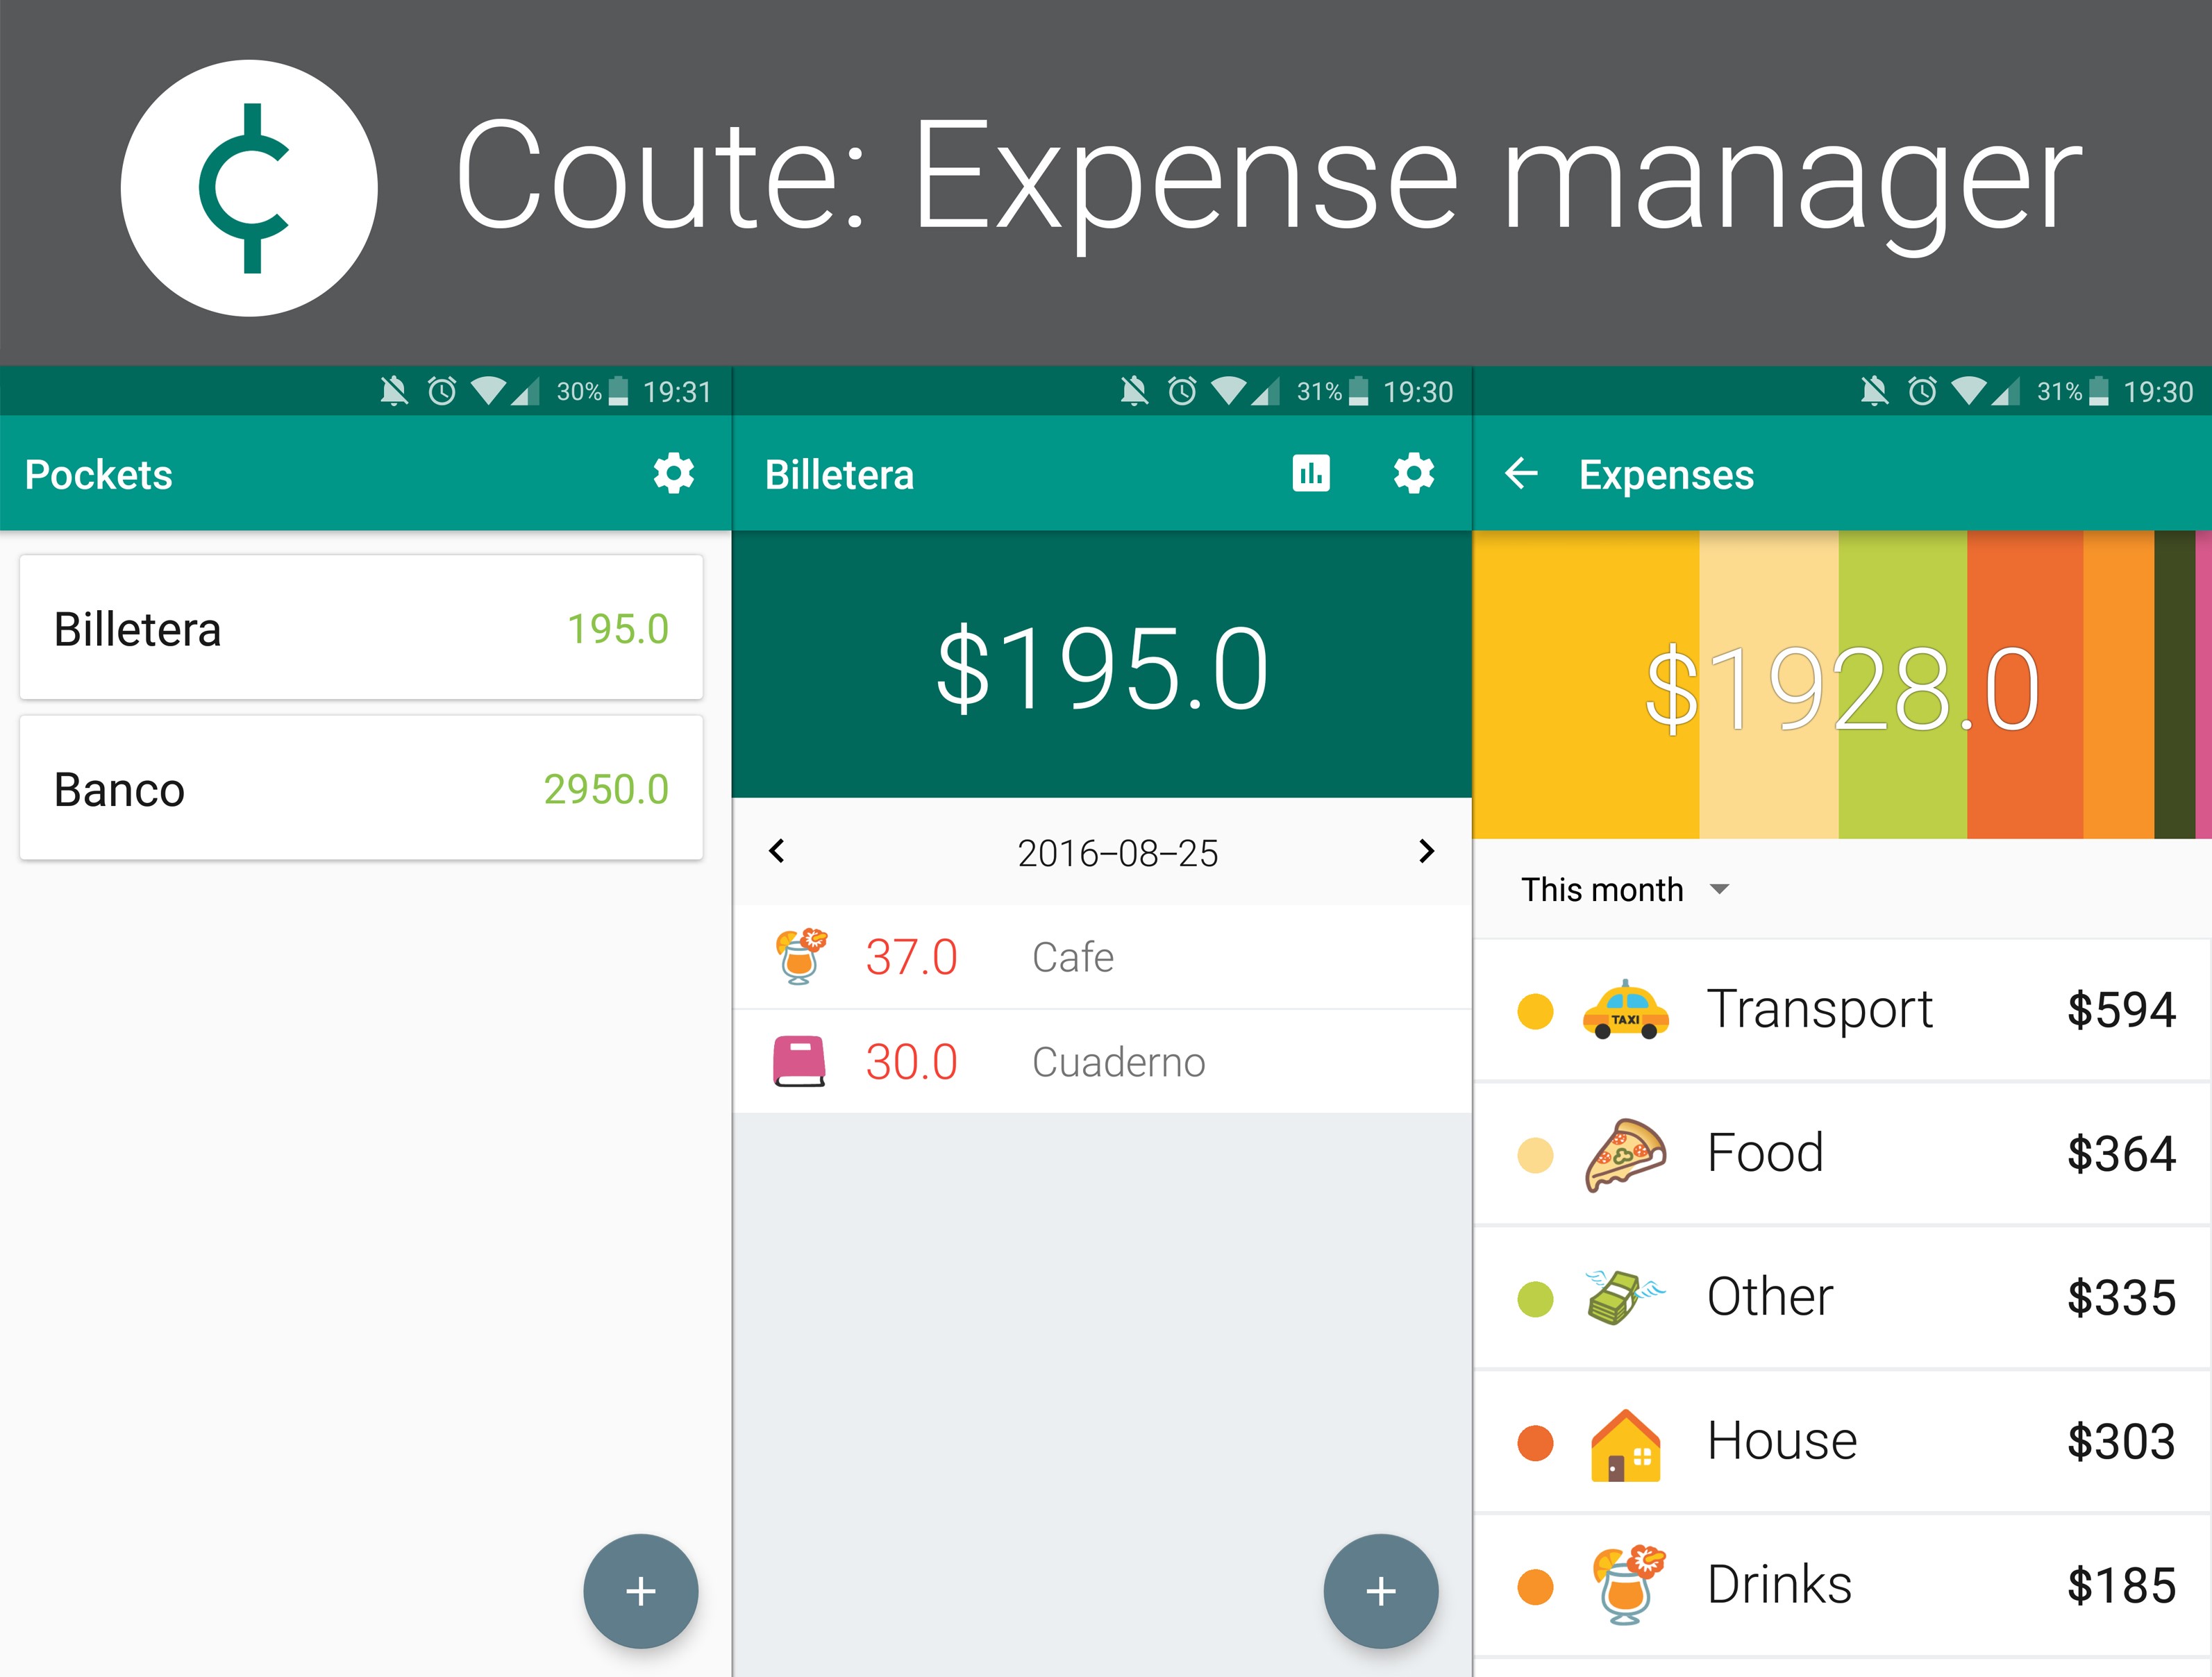 Coute: Expense manager
30% 19:31
Pockets
Billetera 195.0
Banco 2950.0
31% 19:30
Billetera
$195.0
2016–08–25
37.0 Cafe
30.0 Cuaderno
31% 19:30
Expenses
$1928.0
This month
TAXI Transport $594
Food $364
Other $335
House $303
Drinks $185